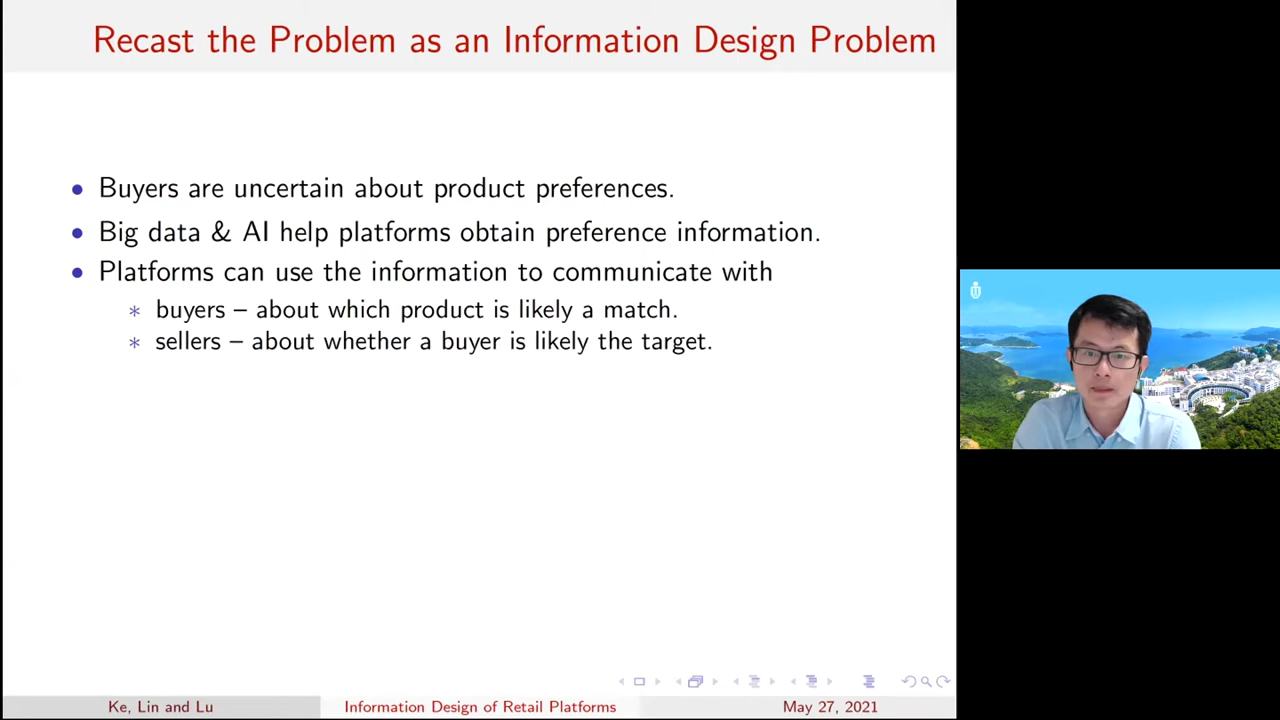 Recast the Problem as an Information Design Problem
• Buyers are uncertain about product preferences.
• Big data & AI help platforms obtain preference information.
• Platforms can use the information to communicate with
∗ buyers – about which product is likely a match.
∗ sellers – about whether a buyer is likely the target.
Ke, Lin and Lu
Information Design of Retail Platforms
May 27, 2021